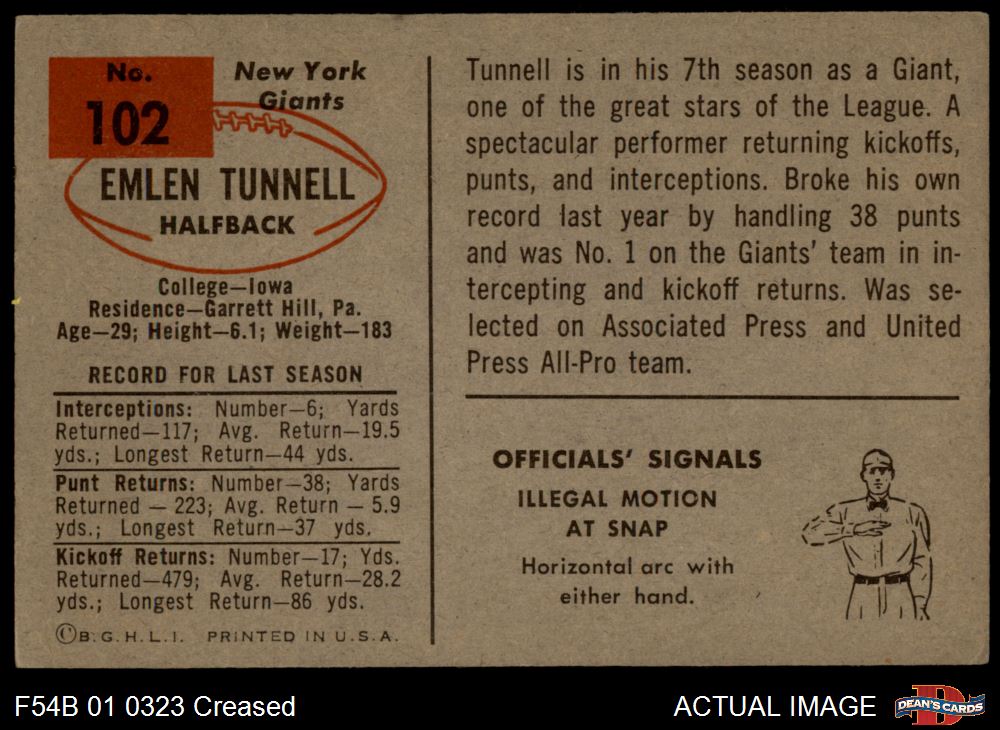 No.
102
New York
Giants
EMLEN TUNNELL
HALFBACK
College—Iowa
Residence—Garrett Hill, Pa.
Age—29; Height—6.1; Weight—183
RECORD FOR LAST SEASON
Interceptions: Number—6; Yards
Returned—117; Avg. Return—19.5
yds.; Longest Return—44 yds.
Punt Returns: Number—38; Yards
Returned — 223; Avg. Return — 5.9
yds.; Longest Return—37 yds.
Kickoff Returns: Number—17; Yds.
Returned—479; Avg. Return—28.2
yds.; Longest Return—86 yds.
©B.G.H.L.I. PRINTED IN U.S.A.
Tunnell is in his 7th season as a Giant,
one of the great stars of the League. A
spectacular performer returning kickoffs,
punts, and interceptions. Broke his own
record last year by handling 38 punts
and was No. 1 on the Giants' team in in-
tercepting and kickoff returns. Was se-
lected on Associated Press and United
Press All-Pro team.
OFFICIALS' SIGNALS
ILLEGAL MOTION
AT SNAP
Horizontal arc with
either hand.
F54B 01 0323 Creased
ACTUAL IMAGE
DEAN'S CARDS